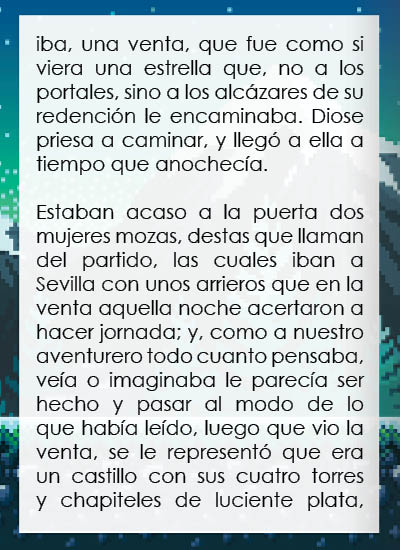 iba, una venta, que fue como si
viera una estrella que, no a los
portales, sino a los alcázares de su
redención le encaminaba. Diose
priesa a caminar, y llegó a ella a
tiempo que anochecía.
Estaban acaso a la puerta dos
mujeres mozas, destas que llaman
del partido, las cuales iban a
Sevilla con unos arrieros que en la
venta aquella noche acertaron a
hacer jornada; y, como a nuestro
aventurero todo cuanto pensaba,
veía o imaginaba le parecía ser
hecho y pasar al modo de lo
que había leído, luego que vio la
venta, se le representó que era
un castillo con sus cuatro torres
y chapiteles de luciente plata,